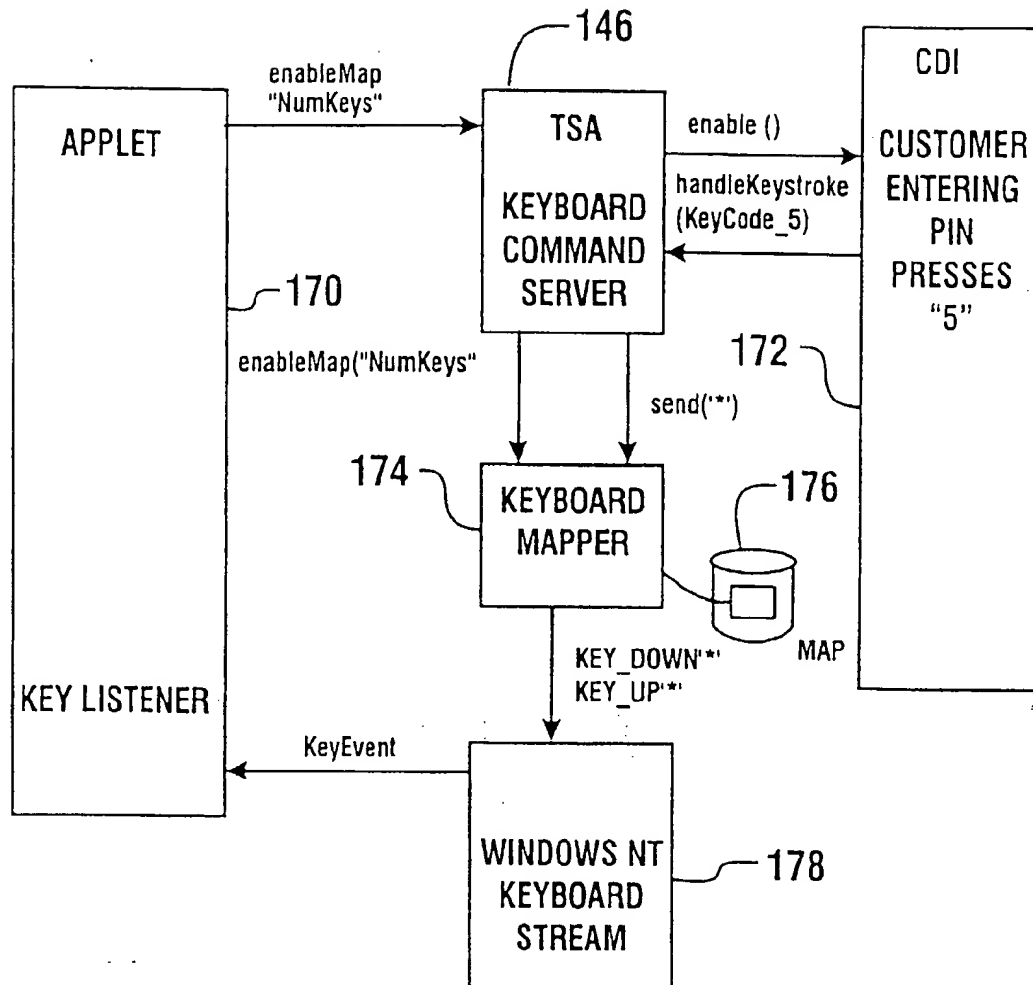 146
enableMap
"NumKeys"
APPLET
TSA
KEYBOARD
COMMAND
SERVER
enable ()
handleKeystroke
(KeyCode_5)
CDI
CUSTOMER
ENTERING
PIN
PRESSES
"5"
170
172
enableMap("NumKeys"
send('*')
174
KEYBOARD
MAPPER
176
MAP
KEY_DOWN'*'
KEY_UP'*'
KEY LISTENER
KeyEvent
WINDOWS NT
KEYBOARD
STREAM
178